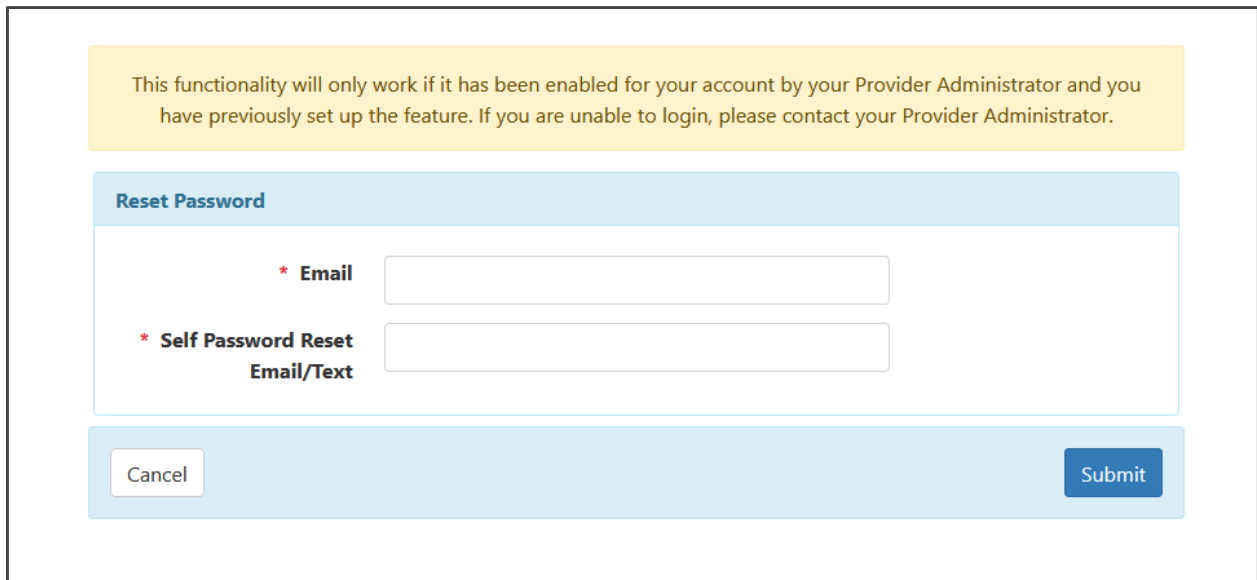 This functionality will only work if it has been enabled for your account by your Provider Administrator and you
have previously set up the feature. If you are unable to login, please contact your Provider Administrator.
Reset Password
* Email
* Self Password Reset
Email/Text
Cancel
Submit